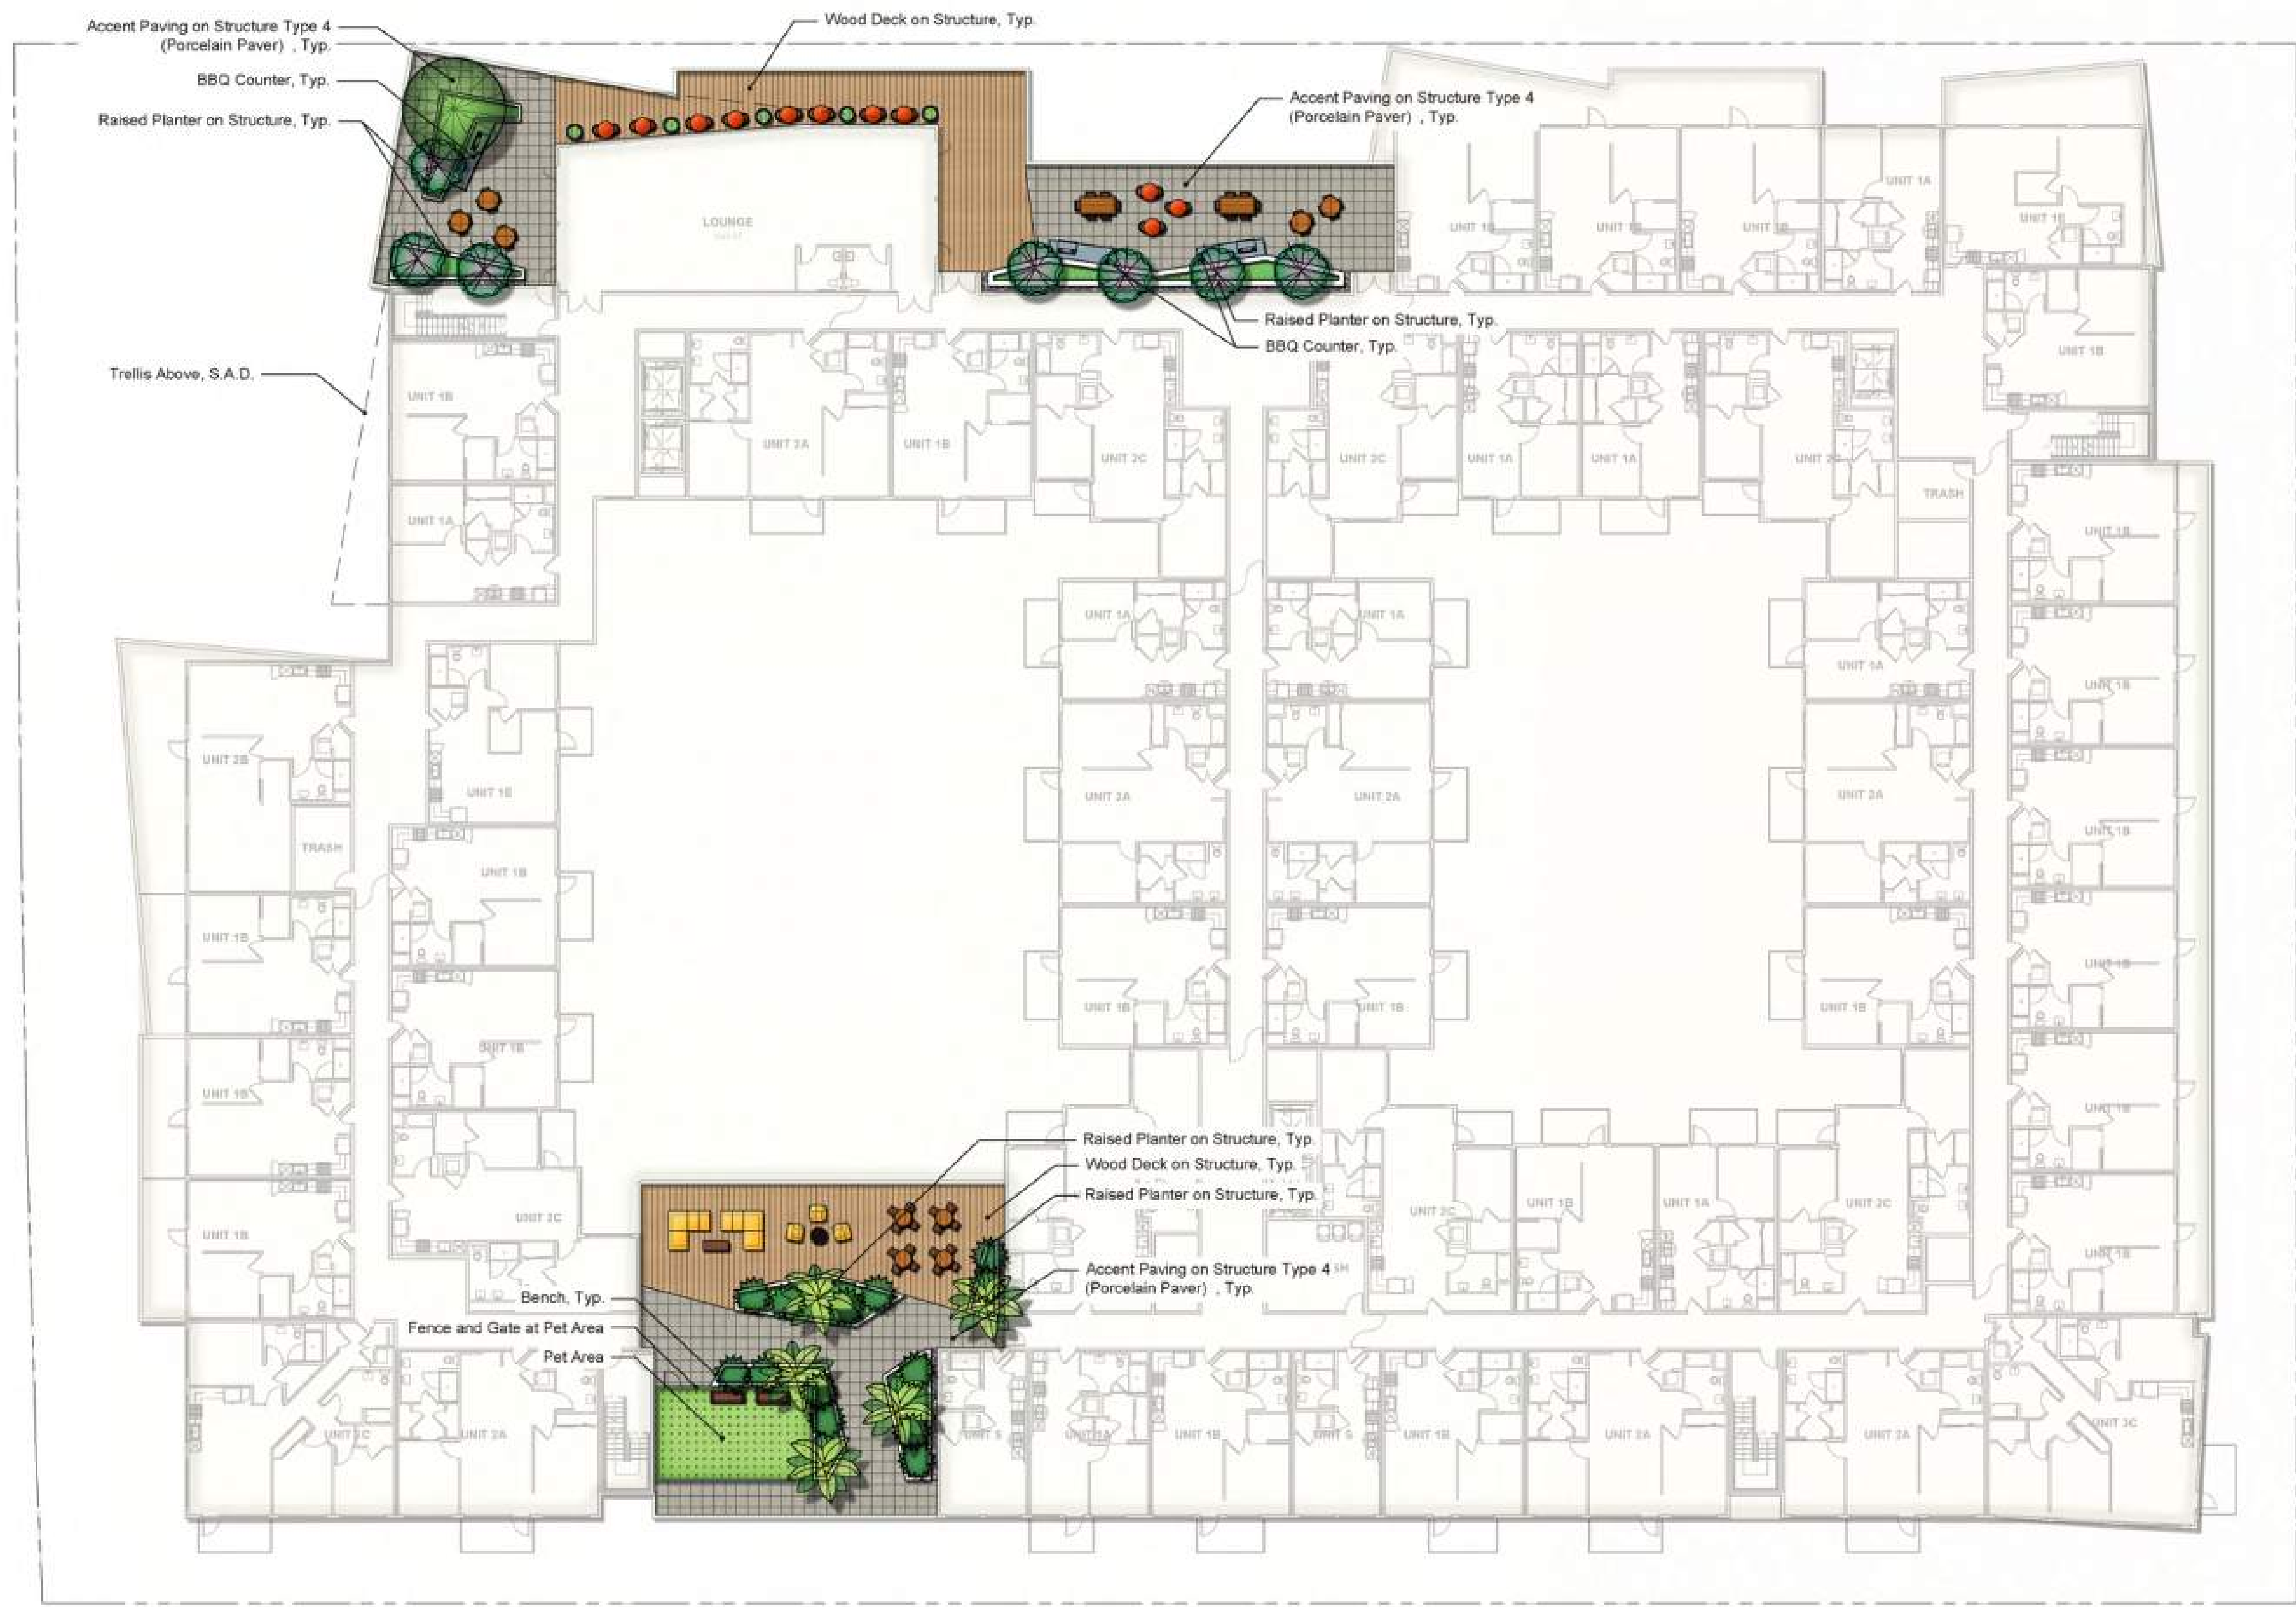 Accent Paving on Structure Type 4
(Porcelain Paver) , Typ.
BBQ Counter, Typ.
Raised Planter on Structure, Typ.
Wood Deck on Structure, Typ.
Accent Paving on Structure Type 4
(Porcelain Paver) , Typ.
LOUNGE
UNIT 1A
UNIT 1B
Raised Planter on Structure, Typ.
BBQ Counter, Typ.
Trellis Above, S.A.D.
UNIT 1B
UNIT 1B
UNIT 2A
UNIT 1B
UNIT 2C
UNIT 2C
UNIT 1A
UNIT 1A
TRASH
UNIT 1A
UNIT 1B
UNIT 1A
UNIT 1A
UNIT 1A
UNIT 1B
UNIT 2B
UNIT 1E
UNIT 2A
UNIT 2A
UNIT 2A
UNIT 1B
TRASH
UNIT 1B
UNIT 1B
UNIT 1B
UNIT 1B
UNIT 1B
UNIT 1B
UNIT 1B
UNIT 1B
UNIT 1B
Raised Planter on Structure, Typ.
Wood Deck on Structure, Typ.
Raised Planter on Structure, Typ.
UNIT 2C
UNIT 1B
UNIT 2C
UNIT 1B
UNIT 1A
UNIT 2C
UNIT 1B
Accent Paving on Structure Type 4
(Porcelain Paver) , Typ.
Bench, Typ.
Fence and Gate at Pet Area
Pet Area
UNIT 2A
UNIT S
UNIT 1B
UNIT S
UNIT 1B
UNIT 2A
UNIT 2A
UNIT 3C